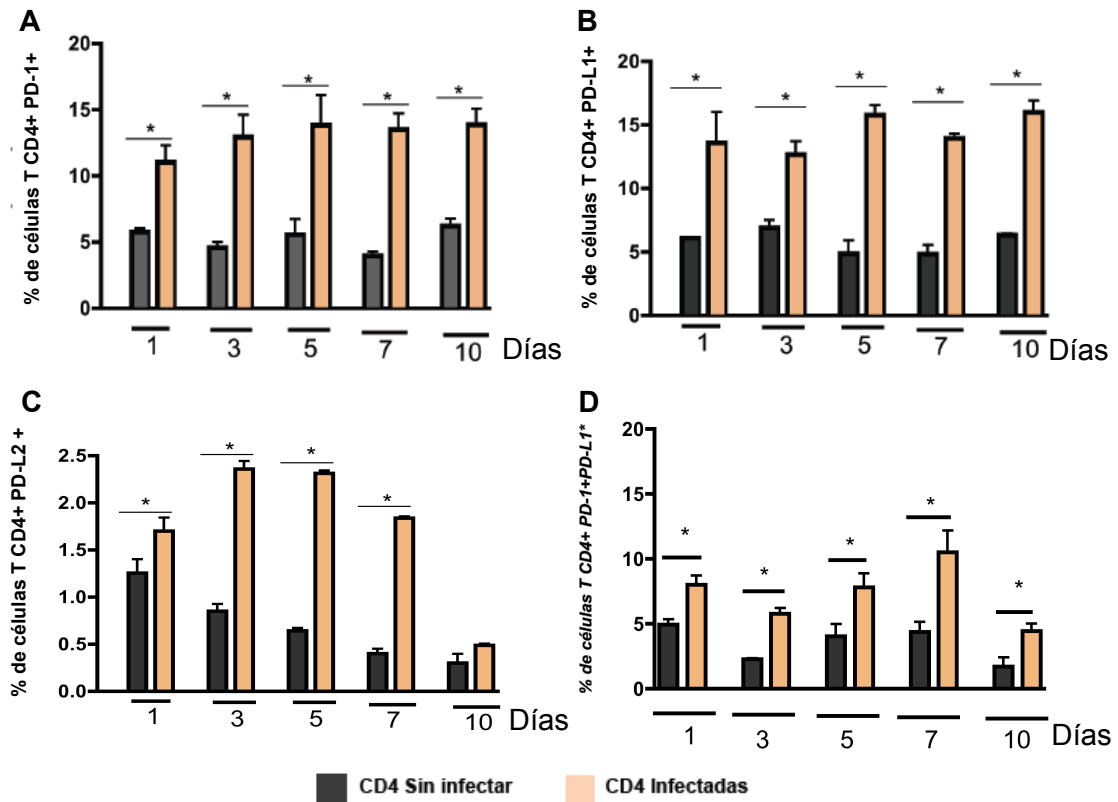 A
% de células T CD4+ PD-1+
20
15
10
5
0
*
*
*
*
*
1 3 5 7 10 Días
B
% de células T CD4+ PD-L1+
20
15
10
5
0
*
*
*
*
*
1 3 5 7 10 Días
C
% de células T CD4+ PD-L2 +
2.5
2.0
1.5
1.0
0.5
0.0
*
*
*
*
1 3 5 7 10 Días
D
% de células T CD4+ PD-1+PD-L1*
20
15
10
5
0
*
*
*
*
*
1 3 5 7 10 Días
CD4 Sin infectar
CD4 Infectadas